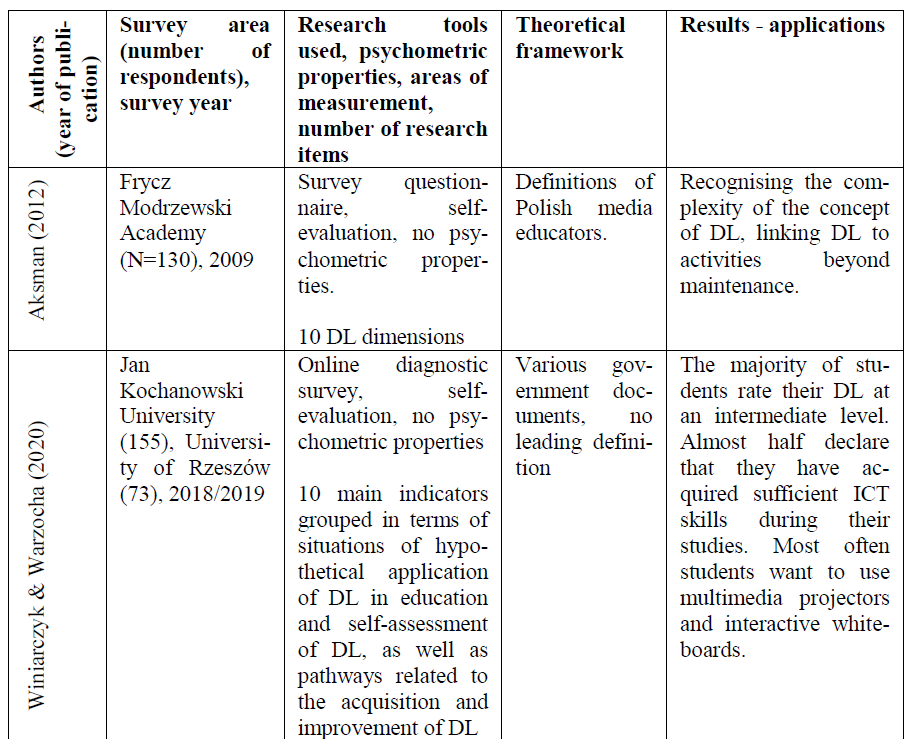 Authors
(year of publi-
cation)
Survey area
(number of
respondents),
survey year
Research tools
used, psychometric
properties, areas of
measurement,
number of research
items
Theoretical
framework
Results - applications
Aksman (2012)
Frycz
Modrzewski
Academy
(N=130), 2009
Survey question-
naire, self-
evaluation, no psy-
chometric proper-
ties.
10 DL dimensions
Definitions of
Polish media
educators.
Recognising the com-
plexity of the concept
of DL, linking DL to
activities beyond
maintenance.
Winiarczyk & Warzocha (2020)
Jan
Kochanowski
University
(155), Universi-
ty of Rzeszów
(73), 2018/2019
Online diagnostic
survey, self-
evaluation, no psy-
chometric properties
10 main indicators
grouped in terms of
situations of hypo-
thetical application
of DL in education
and self-assessment
of DL, as well as
pathways related to
the acquisition and
improvement of DL
Various gov-
ernment doc-
uments, no
leading defini-
tion
The majority of stu-
dents rate their DL at
an intermediate level.
Almost half declare
that they have ac-
quired sufficient ICT
skills during their
studies. Most often
students want to use
multimedia projectors
and interactive white-
boards.